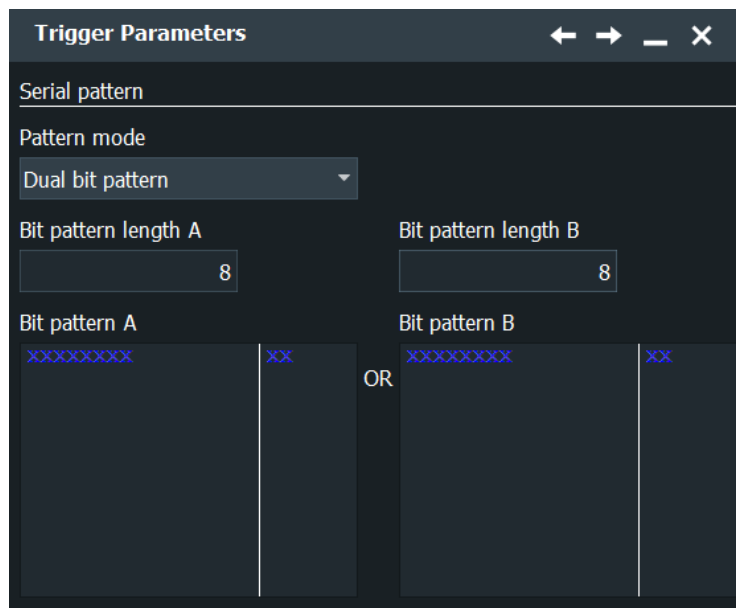 Trigger Parameters
Serial pattern
Pattern mode
Dual bit pattern
Bit pattern length A Bit pattern length B
8 8
Bit pattern A Bit pattern B
XXXXXXXX XX OR XXXXXXXX XX